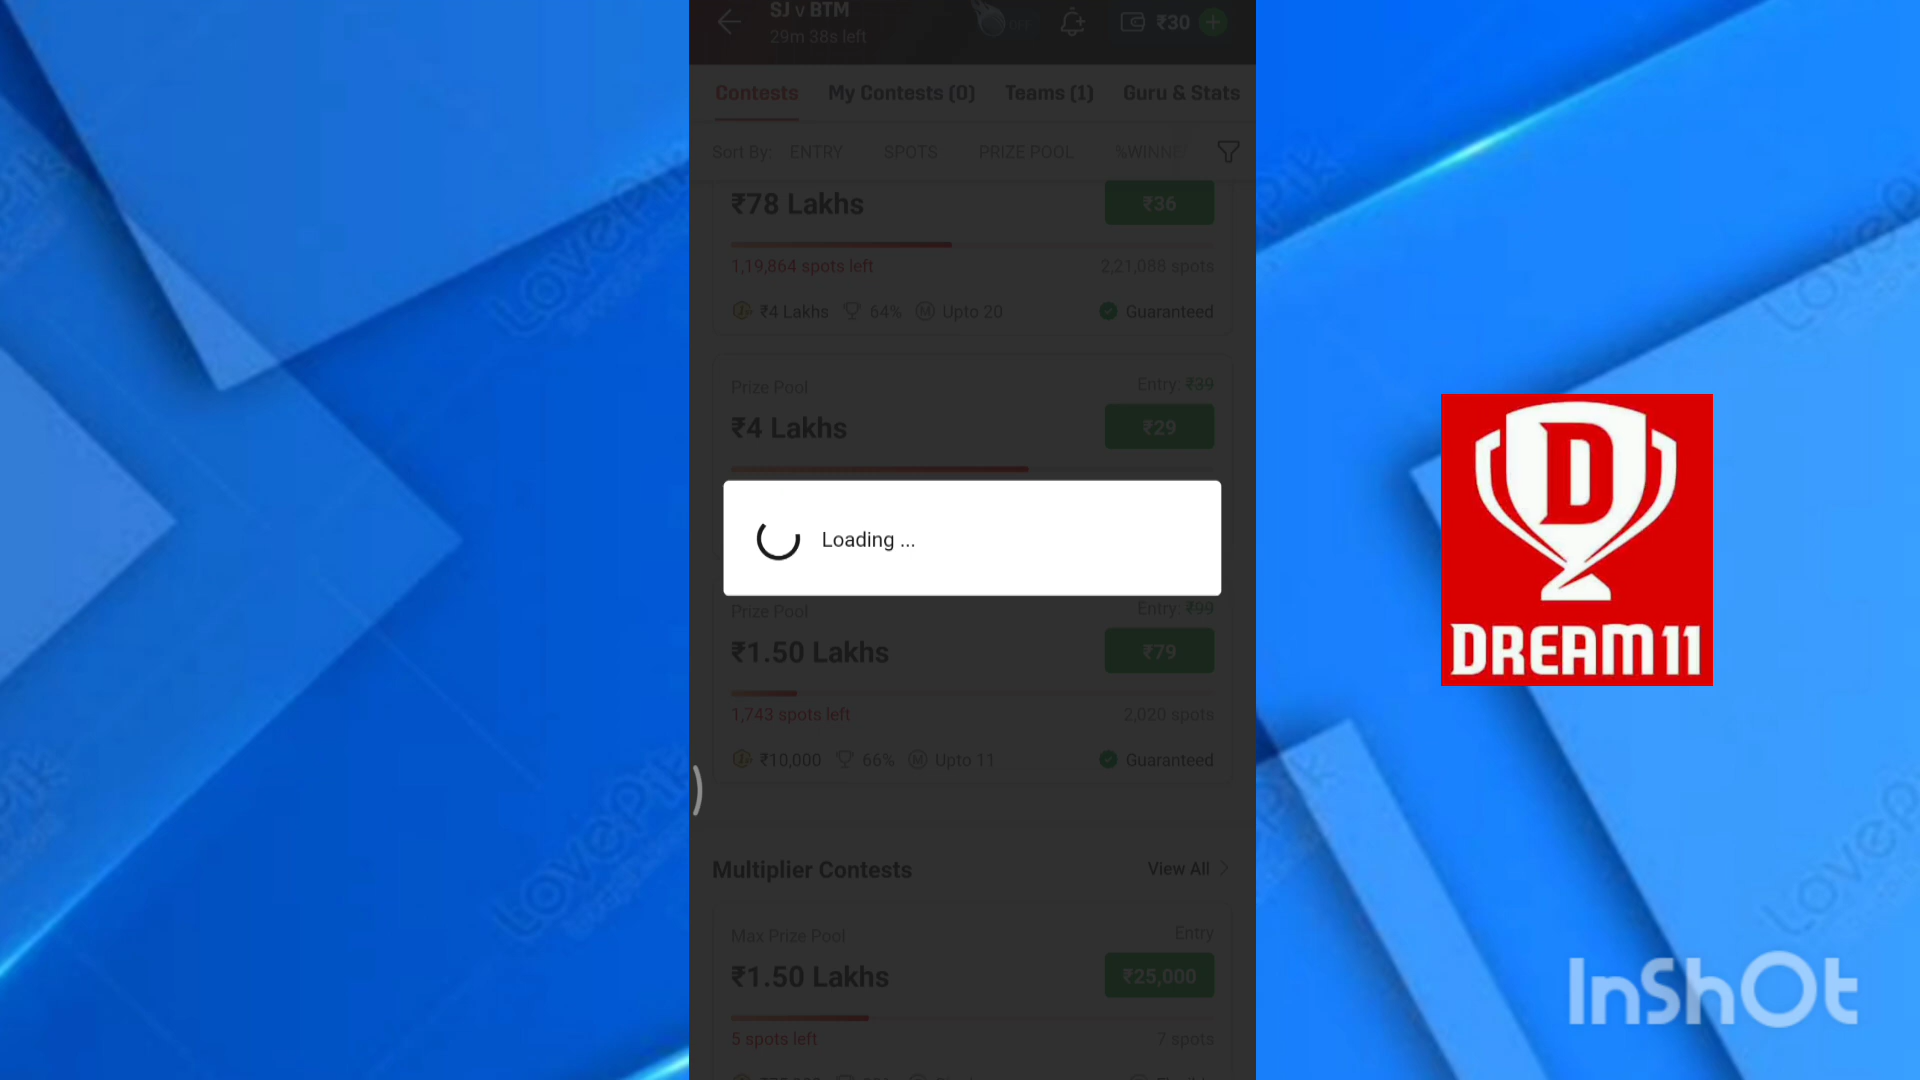 SJ v BTM
29m 38s left
OFF
₹30
Contests My Contests (0) Teams (1) Guru & Stats
Sort By: ENTRY SPOTS PRIZE POOL
₹78 Lakhs ₹36
1,19,864 spots left 2,21,088 spots
₹4 Lakhs 64% M Upto 20 Guaranteed
Prize Pool Entry: ₹39
₹4 Lakhs ₹29
Loading ...
Prize Pool Entry: ₹99
₹1.50 Lakhs ₹79
1,743 spots left 2,020 spots
₹10,000 66% M Upto 11 Guaranteed
Multiplier Contests View All
Max Prize Pool Entry
₹1.50 Lakhs ₹25,000
5 spots left 7 spots
D
DREAM11
InShOt
LovePik
LovePik